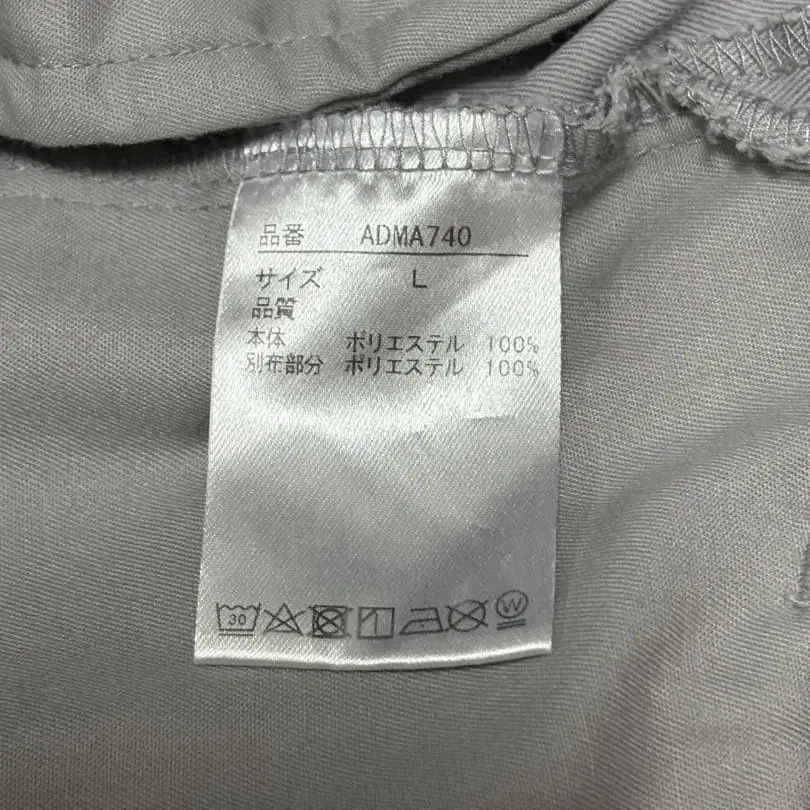 品番 ADMA740
サイズ L
品質
本体 ポリエステル 100%
別布部分 ポリエステル 100%
30 W